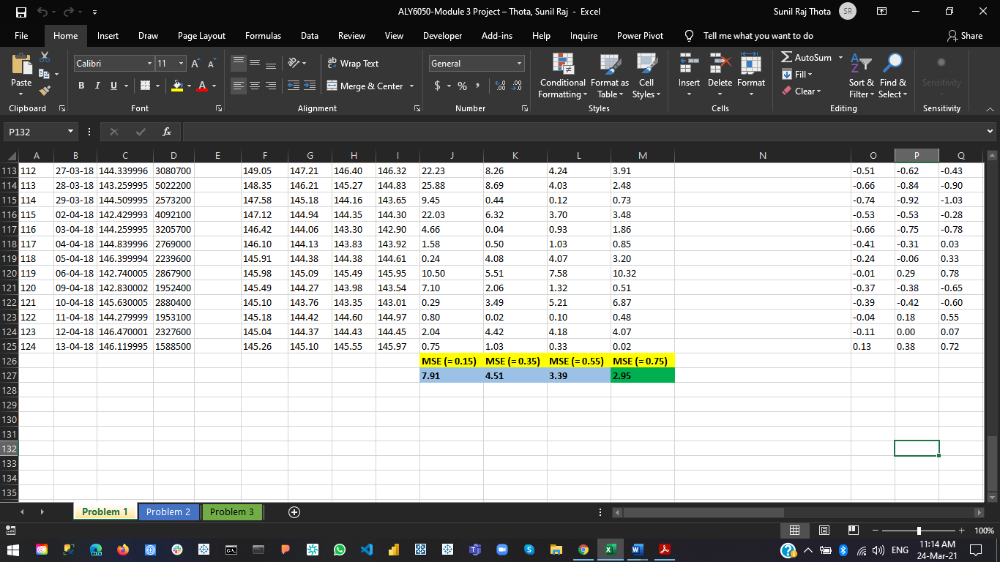 ALY6050-Module 3 Project – Thota, Sunil Raj - Excel
Sunil Raj Thota SR
File Home Insert Draw Page Layout Formulas Data Review View Developer Add-ins Help Inquire Power Pivot Tell me what you want to do Share
Paste
Calibri 11
Wrap Text
Merge & Center
General
Conditional Formatting
Format as Table
Cell Styles
Insert Delete Format
AutoSum
Fill
Clear
Sort & Filter
Find & Select
Sensitivity
Clipboard Font Alignment Number Styles Cells Editing Sensitivity
P132 fx
A B C D E F G H I J K L M N O P Q
113 112 27-03-18 144.339996 3080700 149.05 147.21 146.40 146.32 22.23 8.26 4.24 3.91 -0.51 -0.62 -0.43
114 113 28-03-18 143.259995 5022200 148.35 146.21 145.27 144.83 25.88 8.69 4.03 2.48 -0.66 -0.84 -0.90
115 114 29-03-18 144.509995 2573200 147.58 145.18 144.16 143.65 9.45 0.44 0.12 0.73 -0.74 -0.92 -1.03
116 115 02-04-18 142.429993 4092100 147.12 144.94 144.35 144.30 22.03 6.32 3.70 3.48 -0.53 -0.53 -0.28
117 116 03-04-18 144.259995 3205700 146.42 144.06 143.30 142.90 4.66 0.04 0.93 1.86 -0.66 -0.75 -0.78
118 117 04-04-18 144.839996 2769000 146.10 144.13 143.83 143.92 1.58 0.50 1.03 0.85 -0.41 -0.31 0.03
119 118 05-04-18 146.399994 2239600 145.91 144.38 144.38 144.61 0.24 4.08 4.07 3.20 -0.24 -0.06 0.33
120 119 06-04-18 142.740005 2867900 145.98 145.09 145.49 145.95 10.50 5.51 7.58 10.32 -0.01 0.29 0.78
121 120 09-04-18 142.830002 1952400 145.49 144.27 143.98 143.54 7.10 2.06 1.32 0.51 -0.37 -0.38 -0.65
122 121 10-04-18 145.630005 2880400 145.10 143.76 143.35 143.01 0.29 3.49 5.21 6.87 -0.39 -0.42 -0.60
123 122 11-04-18 144.279999 1953100 145.18 144.42 144.60 144.97 0.80 0.02 0.10 0.48 -0.04 0.18 0.55
124 123 12-04-18 146.470001 2327600 145.04 144.37 144.43 144.45 2.04 4.42 4.18 4.07 -0.11 0.00 0.07
125 124 13-04-18 146.119995 1588500 145.26 145.10 145.55 145.97 0.75 1.03 0.33 0.02 0.13 0.38 0.72
126 MSE (= 0.15) MSE (= 0.35) MSE (= 0.55) MSE (= 0.75)
127 7.91 4.51 3.39 2.95
128
129
130
131
132
133
134
135
Problem 1 Problem 2 Problem 3
100%
ENG 11:14 AM
24-Mar-21